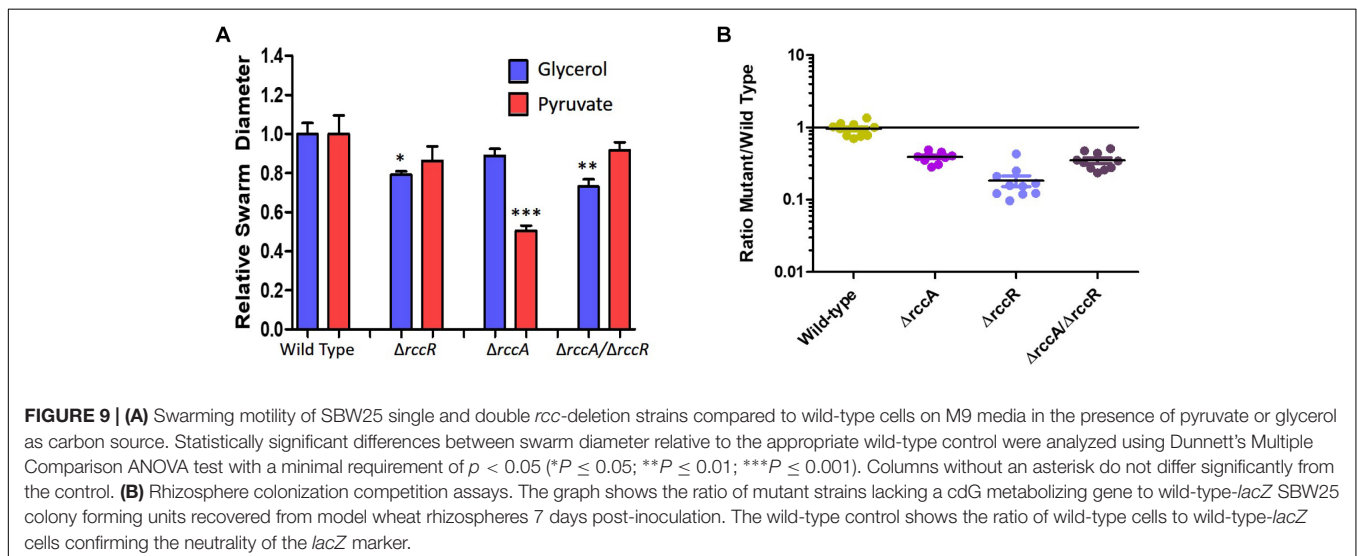 A
Relative Swarm Diameter
1.4
1.2
1.0
0.8
0.6
0.4
0.2
0.0
Glycerol
Pyruvate
*
***
**
Wild Type
ΔrccR
ΔrccA
ΔrccA/ΔrccR
B
Ratio Mutant/Wild Type
10
1
0.1
0.01
Wild-type
ΔrccA
ΔrccR
ΔrccA/ΔrccR
FIGURE 9 | (A) Swarming motility of SBW25 single and double rcc-deletion strains compared to wild-type cells on M9 media in the presence of pyruvate or glycerol
as carbon source. Statistically significant differences between swarm diameter relative to the appropriate wild-type control were analyzed using Dunnett's Multiple
Comparison ANOVA test with a minimal requirement of p < 0.05 (*P ≤ 0.05; **P ≤ 0.01; ***P ≤ 0.001). Columns without an asterisk do not differ significantly from
the control. (B) Rhizosphere colonization competition assays. The graph shows the ratio of mutant strains lacking a cdG metabolizing gene to wild-type-lacZ SBW25
colony forming units recovered from model wheat rhizospheres 7 days post-inoculation. The wild-type control shows the ratio of wild-type cells to wild-type-lacZ
cells confirming the neutrality of the lacZ marker.